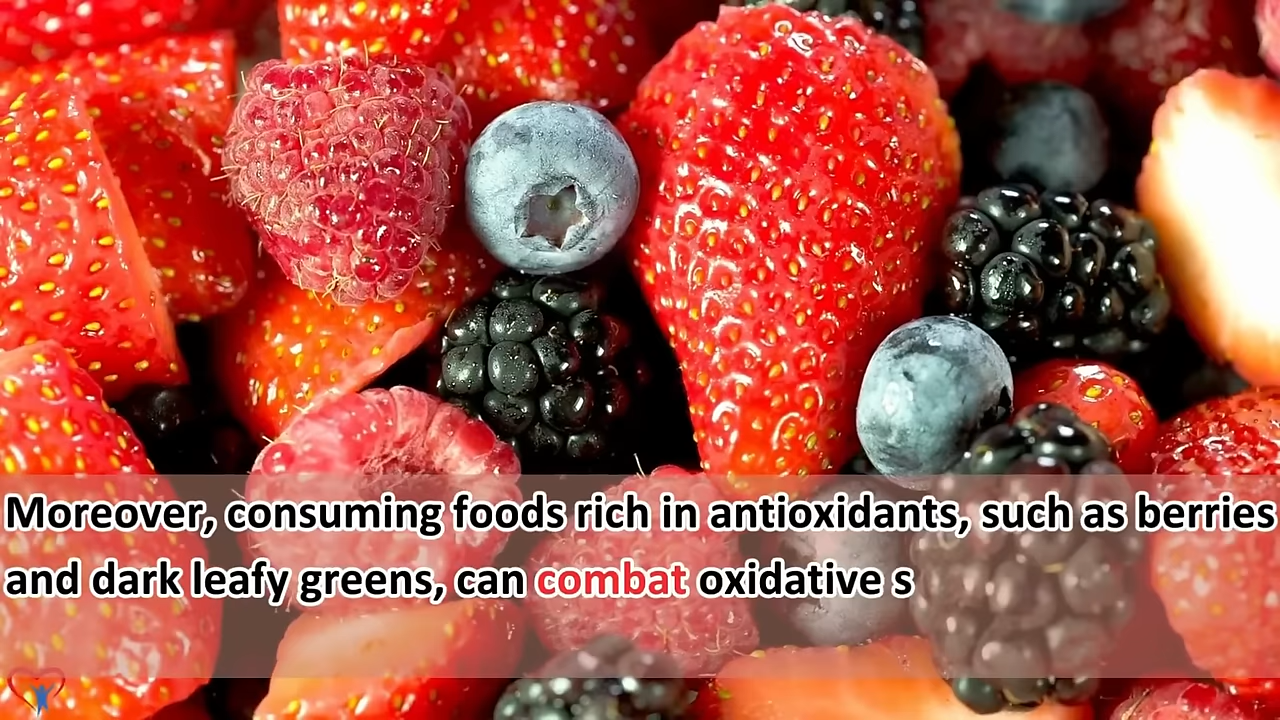 Moreover, consuming foods rich in antioxidants, such as berries
and dark leafy greens, can combat oxidative s